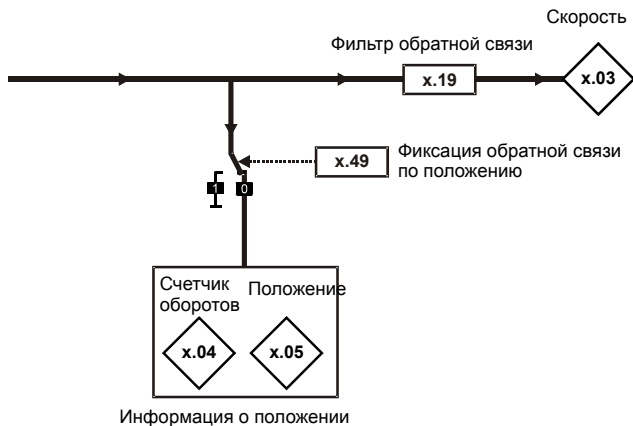 Скорость
Фильтр обратной связи
x.19
x.03
x.49
Фиксация обратной связи
по положению
1
0
Счетчик
оборотов
Положение
x.04
x.05
Информация о положении